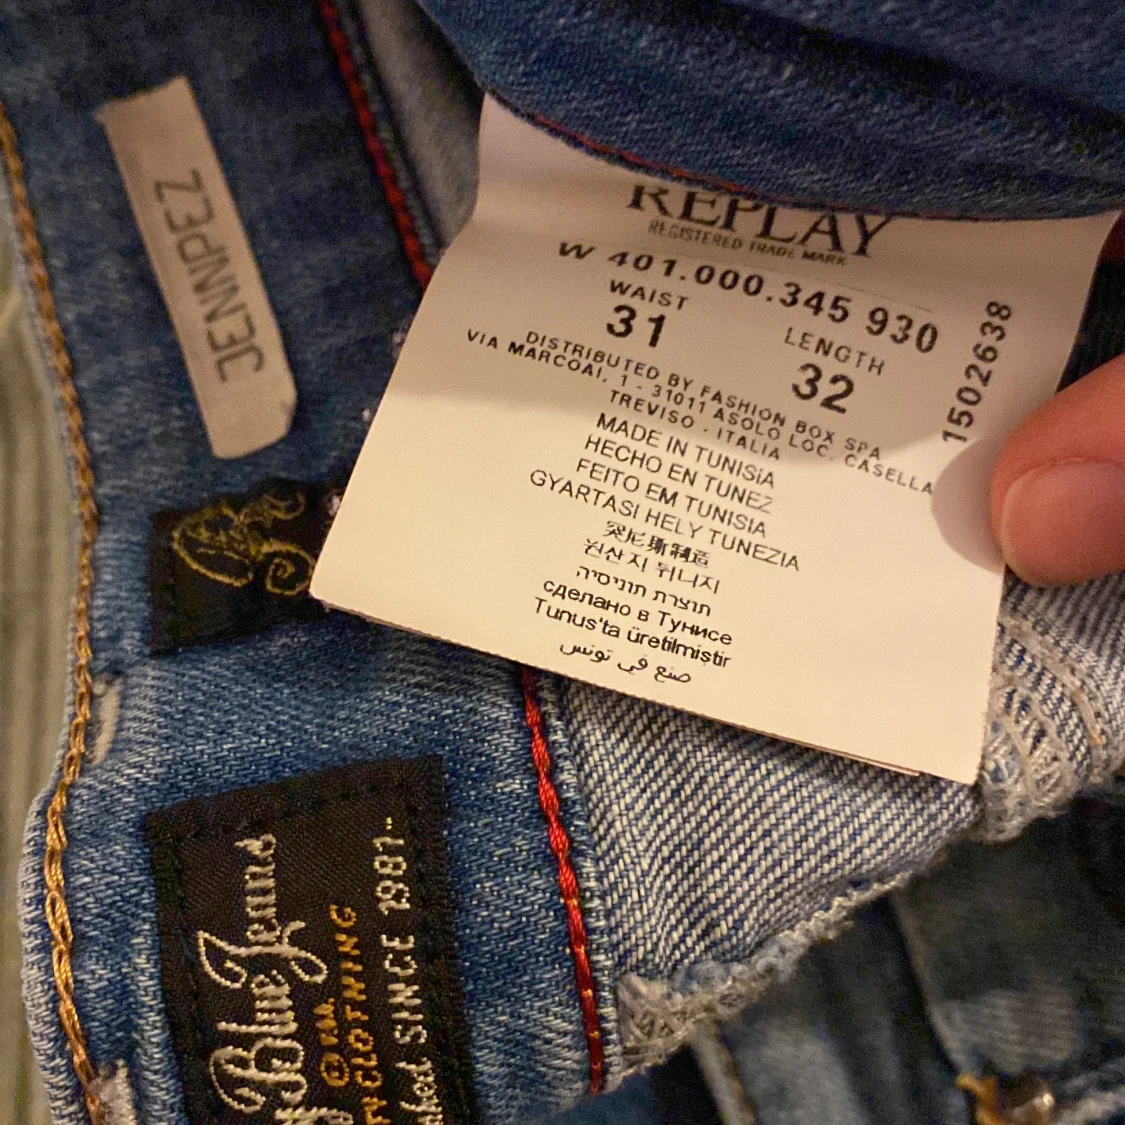 JENNPEZ
REPLAY
REGISTERED TRADE MARK
W 401.000.345 930
WAIST LENGTH
31 32
1502638
DISTRIBUTED BY FASHION BOX SPA
VIA MARCOAI, 1 - 31011 ASOLO LOC. CASELLA
TREVISO - ITALIA
MADE IN TUNISiA
HECHO EN TUNEZ
FEITO EM TUNISIA
GYARTASI HELY TUNEZIA
突尼斯制造
원산지 튀니지
תוצרת תוניסיה
сделано в Тунисе
Tunus'ta üretilmiştir
صنع في تونس
Blue Jeans
CLOTHING
SINCE 1981"